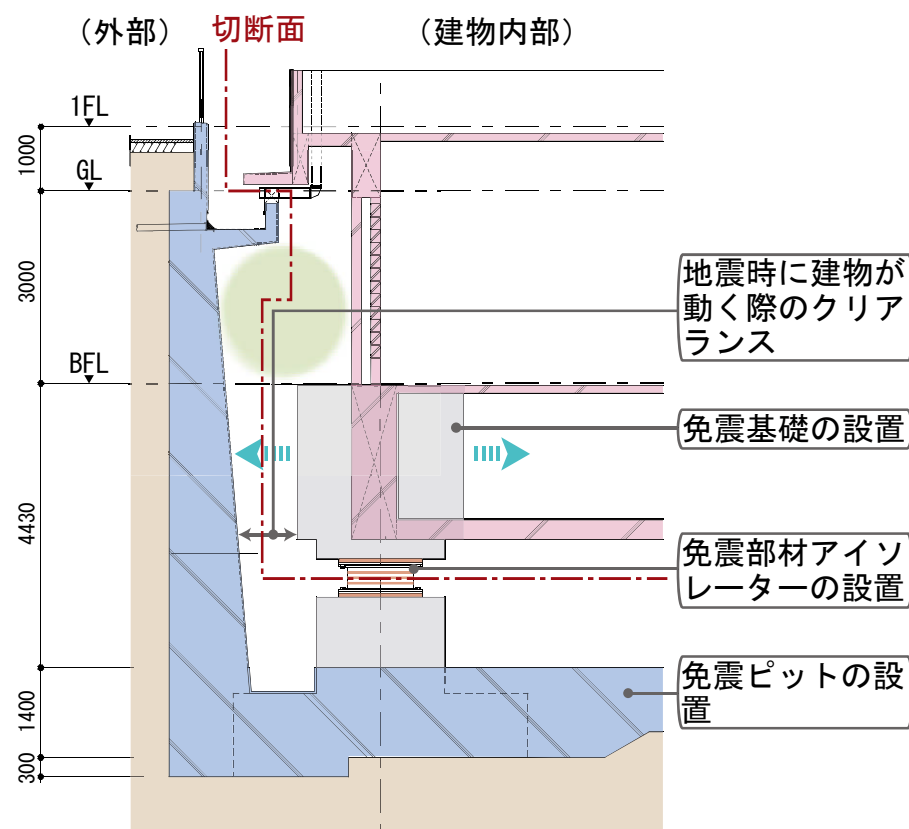 （外部）
切断面
（建物内部）
1FL
1000
GL
3000
BFL
4430
1400
300
地震時に建物が
動く際のクリア
ランス
免震基礎の設置
免震部材アイソ
レーターの設置
免震ピットの設
置